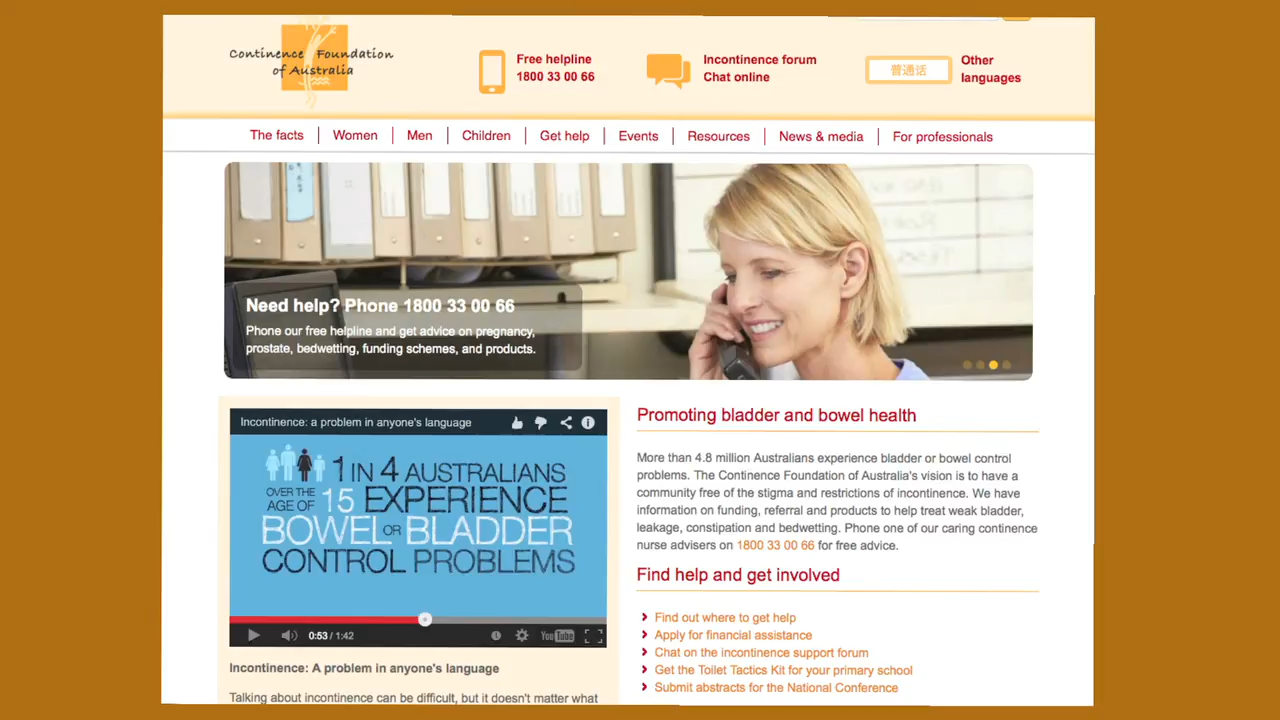 Continence Foundation
of Australia
Free helpline
1800 33 00 66
Incontinence forum
Chat online
普通话
Other
languages
The facts
Women
Men
Children
Get help
Events
Resources
News & media
For professionals
Need help? Phone 1800 33 00 66
Phone our free helpline and get advice on pregnancy,
prostate, bedwetting, funding schemes, and products.
Incontinence: a problem in anyone's language
1 IN 4 AUSTRALIANS
OVER THE
AGE OF 15 EXPERIENCE
BOWEL OR BLADDER
CONTROL PROBLEMS
0:53 / 1:42
YouTube
Incontinence: A problem in anyone's language
Talking about incontinence can be difficult, but it doesn't matter what
Promoting bladder and bowel health
More than 4.8 million Australians experience bladder or bowel control
problems. The Continence Foundation of Australia's vision is to have a
community free of the stigma and restrictions of incontinence. We have
information on funding, referral and products to help treat weak bladder,
leakage, constipation and bedwetting. Phone one of our caring continence
nurse advisers on 1800 33 00 66 for free advice.
Find help and get involved
Find out where to get help
Apply for financial assistance
Chat on the incontinence support forum
Get the Toilet Tactics Kit for your primary school
Submit abstracts for the National Conference